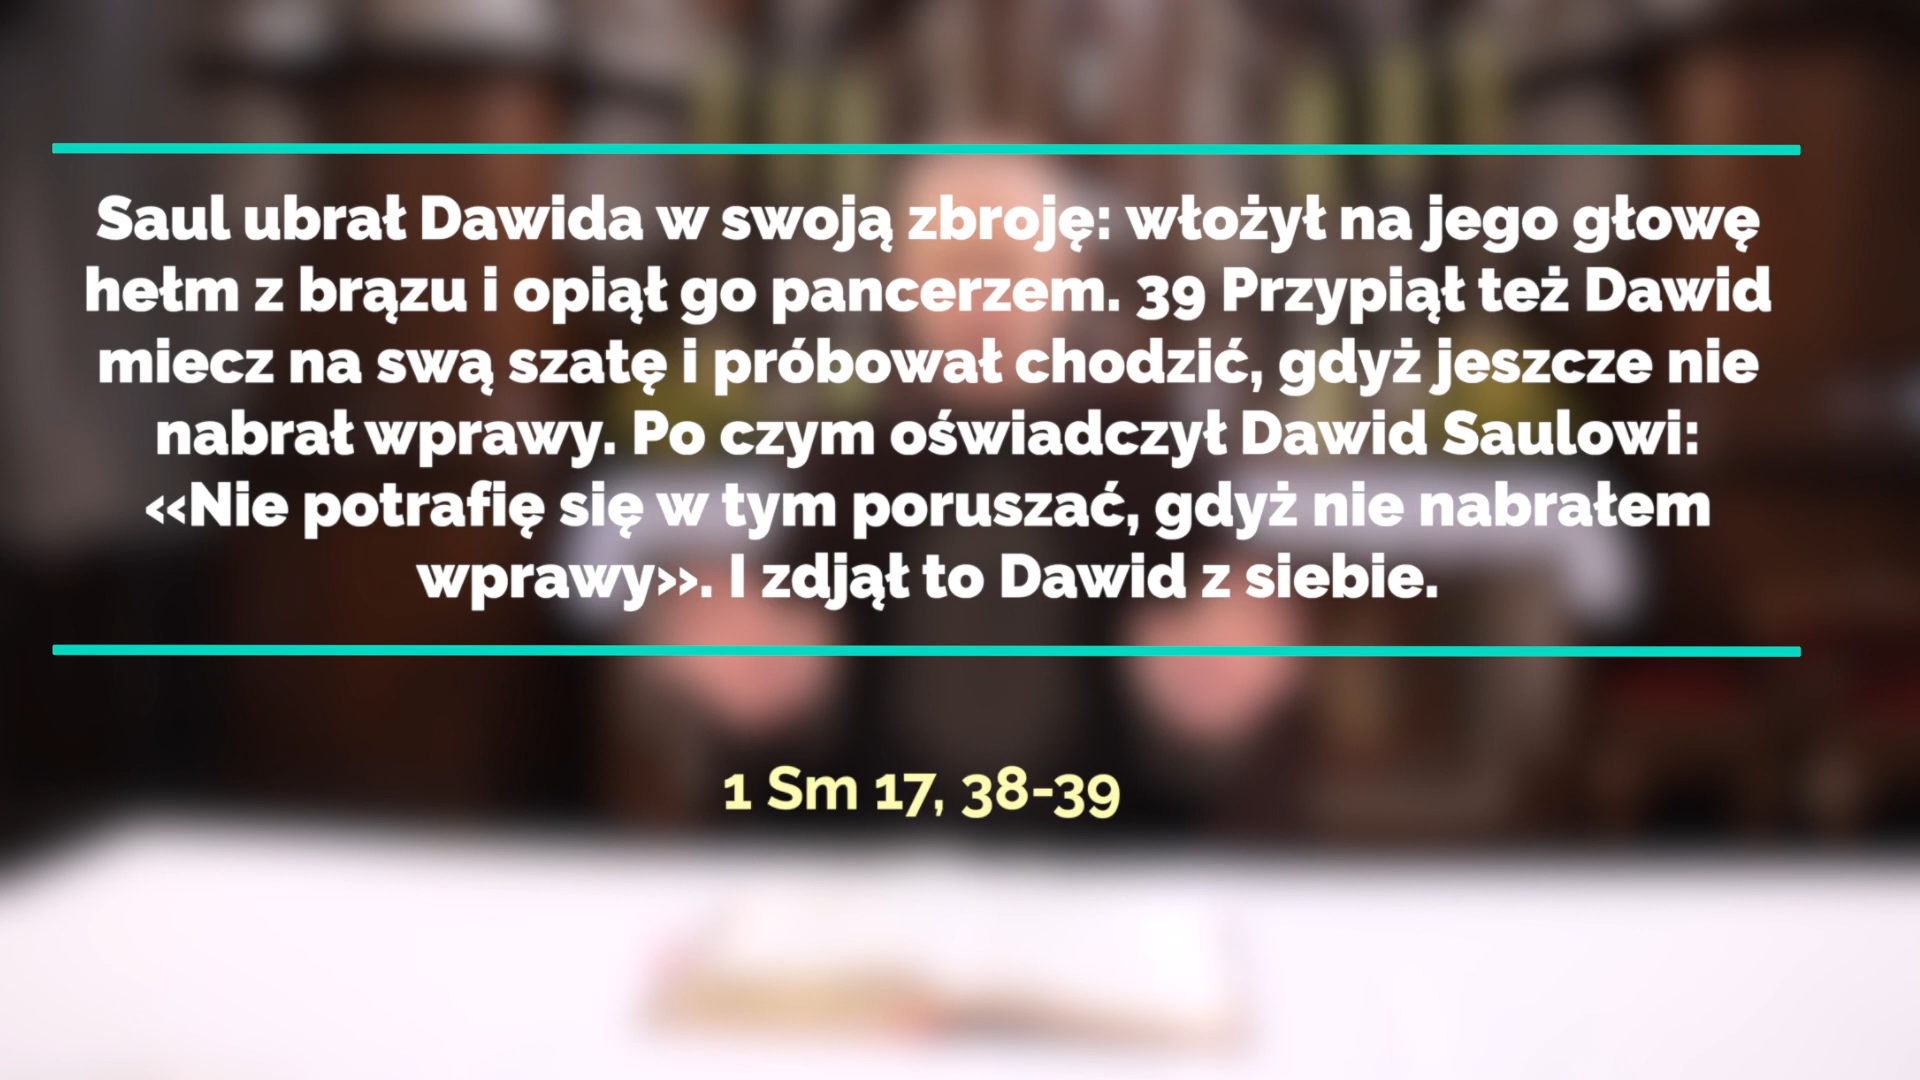 Saul ubrał Dawida w swoją zbroję: włożył na jego głowę
hełm z brązu i opiął go pancerzem. 39 Przypiął też Dawid
miecz na swą szatę i próbował chodzić, gdyż jeszcze nie
nabrał wprawy. Po czym oświadczył Dawid Saulowi:
«Nie potrafię się w tym poruszać, gdyż nie nabrałem
wprawy». I zdjął to Dawid z siebie.
1 Sm 17, 38-39